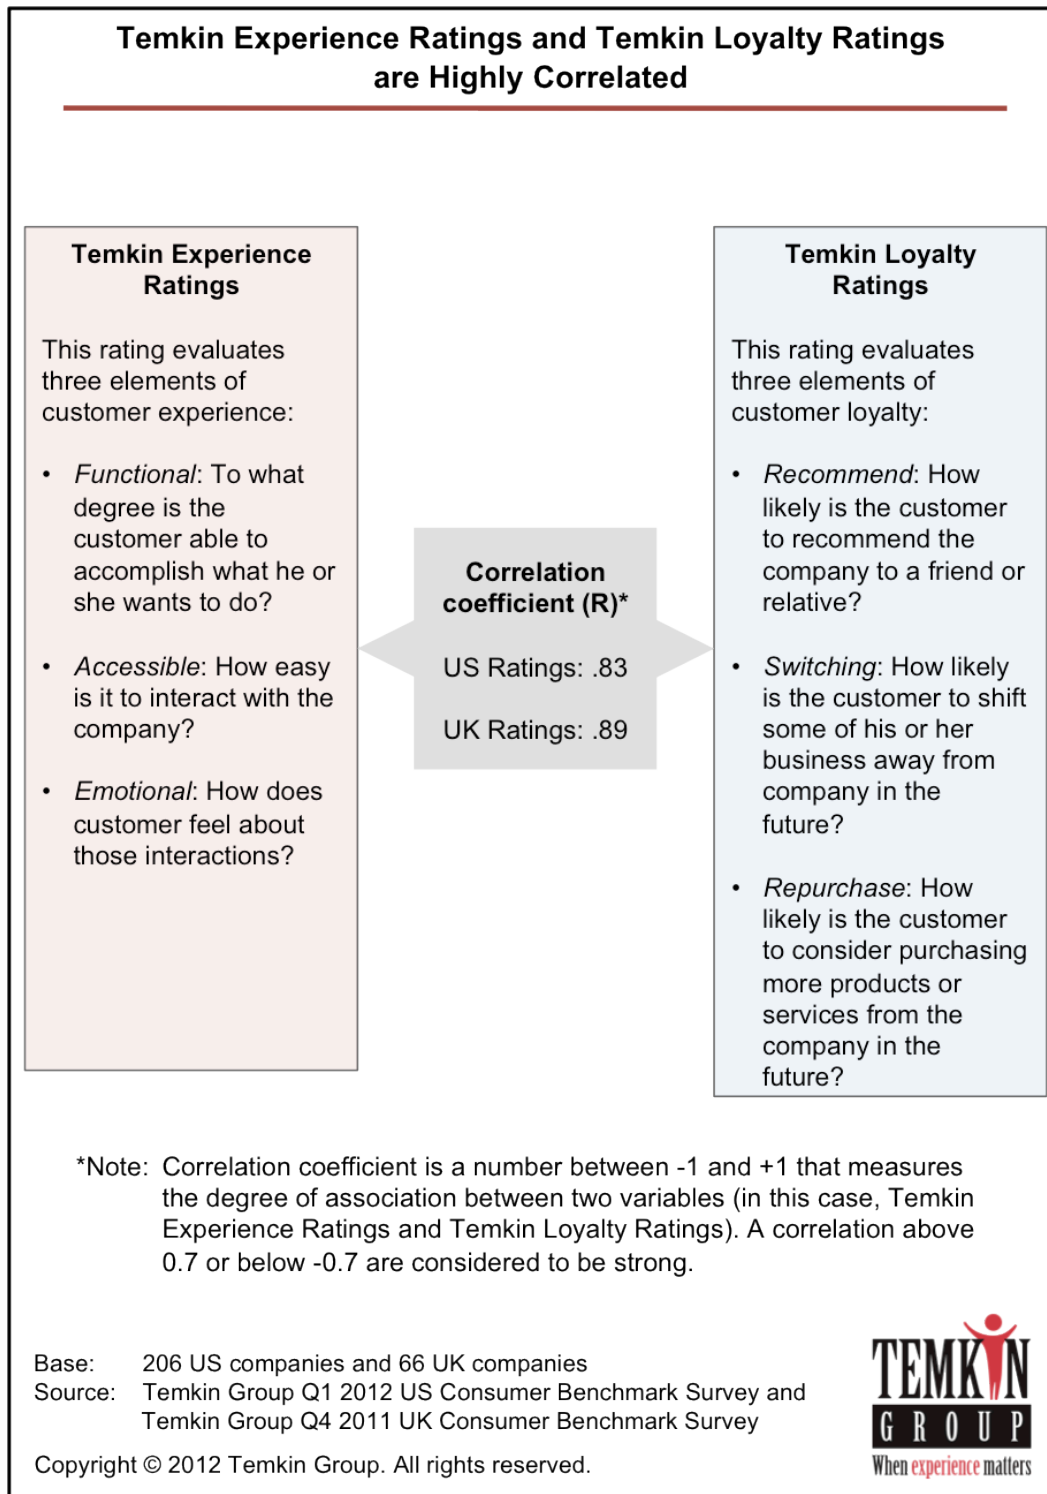 Temkin Experience Ratings and Temkin Loyalty Ratings
are Highly Correlated
Temkin Experience
Ratings
This rating evaluates
three elements of
customer experience:
• Functional: To what
degree is the
customer able to
accomplish what he or
she wants to do?
• Accessible: How easy
is it to interact with the
company?
• Emotional: How does
customer feel about
those interactions?
Correlation
coefficient (R)*
US Ratings: .83
UK Ratings: .89
Temkin Loyalty
Ratings
This rating evaluates
three elements of
customer loyalty:
• Recommend: How
likely is the customer
to recommend the
company to a friend or
relative?
• Switching: How likely
is the customer to shift
some of his or her
business away from
company in the
future?
• Repurchase: How
likely is the customer
to consider purchasing
more products or
services from the
company in the
future?
*Note: Correlation coefficient is a number between -1 and +1 that measures
the degree of association between two variables (in this case, Temkin
Experience Ratings and Temkin Loyalty Ratings). A correlation above
0.7 or below -0.7 are considered to be strong.
Base: 206 US companies and 66 UK companies
Source: Temkin Group Q1 2012 US Consumer Benchmark Survey and
Temkin Group Q4 2011 UK Consumer Benchmark Survey
Copyright © 2012 Temkin Group. All rights reserved.
TEMKIN
GROUP
When experience matters